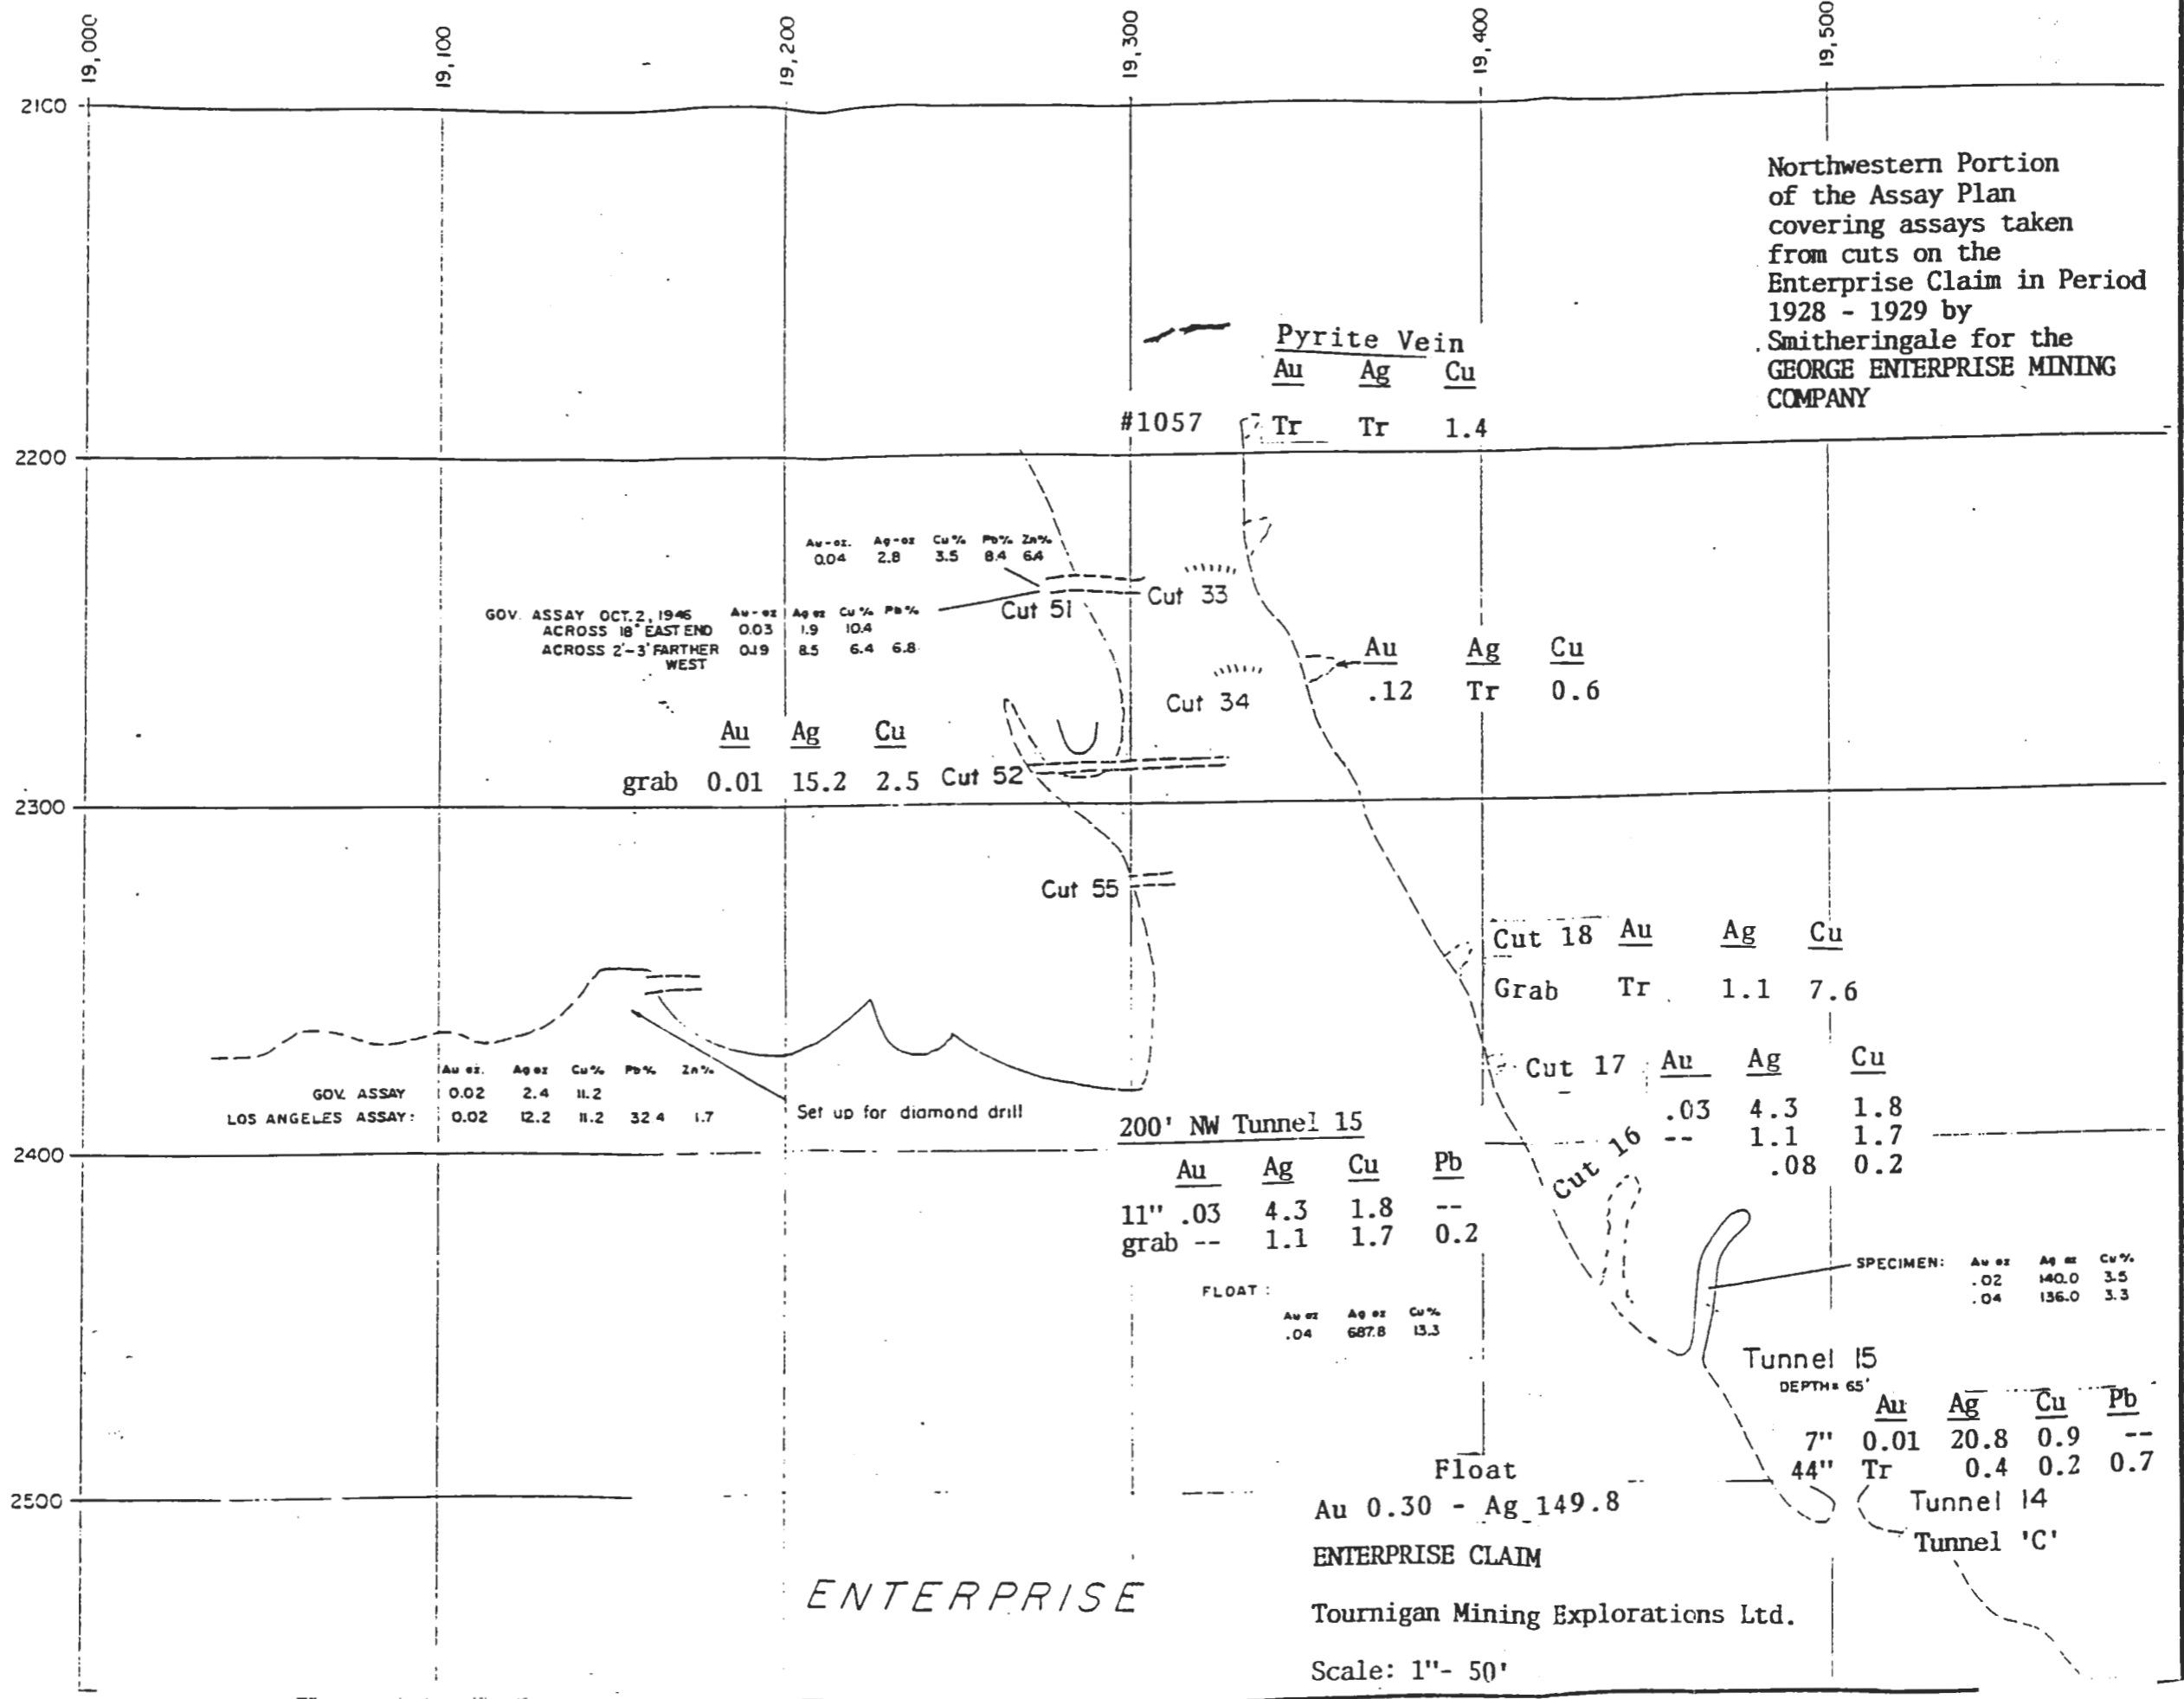 19,000
19,100
19,200
19,300
19,400
19,500
21C0
Northwestern Portion
of the Assay Plan
covering assays taken
from cuts on the
Enterprise Claim in Period
1928 - 1929 by
Smitheringale for the
GEORGE ENTERPRISE MINING
COMPANY
Pyrite Vein
Au Ag Cu
#1057 Tr Tr 1.4
2200
Au-oz. Ag-oz Cu% Pb% Zn%
0.04 2.8 3.5 8.4 6.4
Cut 51
Cut 33
GOV. ASSAY OCT. 2, 1946 Au-oz Ag oz Cu% Pb%
ACROSS 18" EAST END 0.03 1.9 10.4
ACROSS 2'-3' FARTHER 0.19 8.5 6.4 6.8
WEST
Au Ag Cu
.12 Tr 0.6
Cut 34
Au Ag Cu
grab 0.01 15.2 2.5
Cut 52
2300
Cut 55
Cut 18 Au Ag Cu
Grab Tr 1.1 7.6
Cut 17 Au Ag Cu
.03 4.3 1.8
-- 1.1 1.7
.08 0.2
Cut 16
Au oz. Ag oz Cu% Pb% Zn%
GOV. ASSAY 0.02 2.4 11.2
LOS ANGELES ASSAY: 0.02 12.2 11.2 32.4 1.7
Set up for diamond drill
2400
200' NW Tunnel 15
Au Ag Cu Pb
11" .03 4.3 1.8 --
grab -- 1.1 1.7 0.2
FLOAT:
Au oz Ag oz Cu%
.04 687.8 13.3
SPECIMEN: Au oz Ag oz Cu%
.02 140.0 3.5
.04 136.0 3.3
Tunnel 15
DEPTH= 65'
Au Ag Cu Pb
7" 0.01 20.8 0.9 --
44" Tr 0.4 0.2 0.7
Tunnel 14
Tunnel 'C'
2500
Float
Au 0.30 - Ag 149.8
ENTERPRISE CLAIM
Tournigan Mining Explorations Ltd.
Scale: 1"- 50'
ENTERPRISE